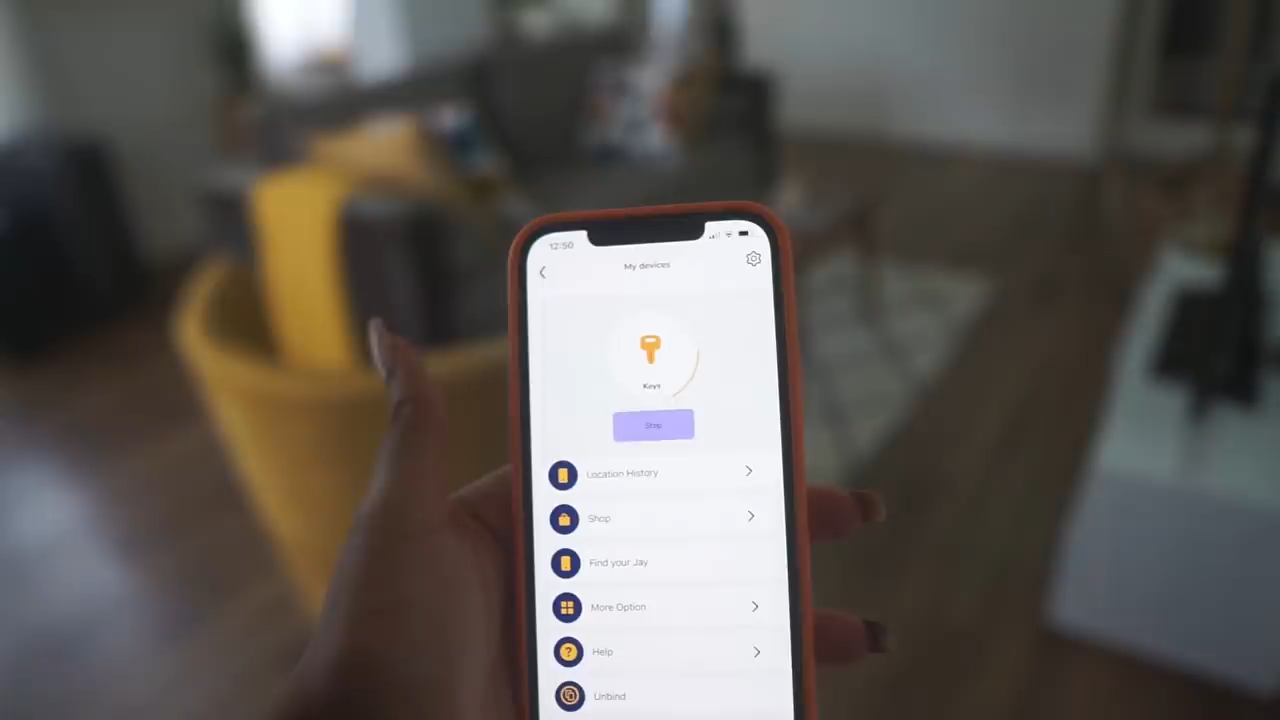 12:50
My devices
Keys
Stop
Location History
Shop
Find your Jay
More Option
Help
Unbind